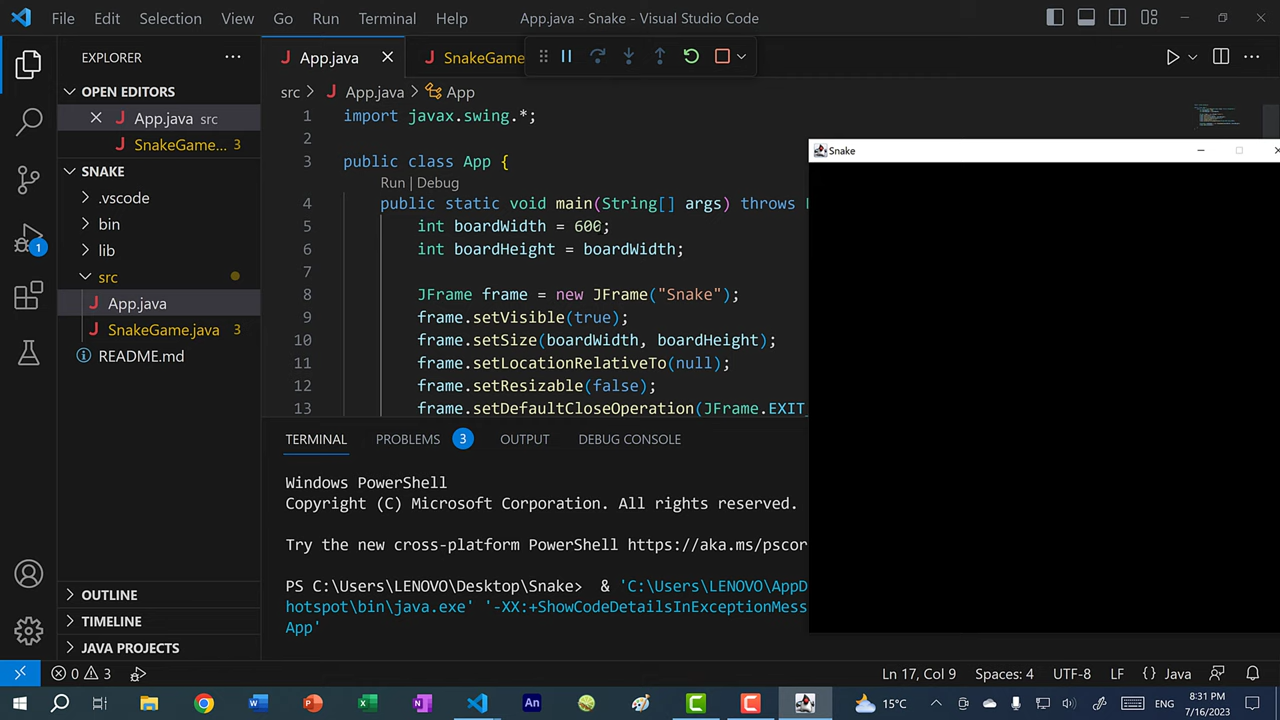 File Edit Selection View Go Run Terminal Help App.java - Snake - Visual Studio Code
EXPLORER
OPEN EDITORS
App.java src
SnakeGame... 3
SNAKE
.vscode
bin
lib
src
App.java
SnakeGame.java 3
README.md
OUTLINE
TIMELINE
JAVA PROJECTS
1
App.java SnakeGame
src > App.java > App
1 import javax.swing.*;
2
3 public class App {
Run | Debug
4 public static void main(String[] args) throws
5 int boardWidth = 600;
6 int boardHeight = boardWidth;
7
8 JFrame frame = new JFrame("Snake");
9 frame.setVisible(true);
10 frame.setSize(boardWidth, boardHeight);
11 frame.setLocationRelativeTo(null);
12 frame.setResizable(false);
13 frame.setDefaultCloseOperation(JFrame.EXIT_
TERMINAL PROBLEMS 3 OUTPUT DEBUG CONSOLE
Windows PowerShell
Copyright (C) Microsoft Corporation. All rights reserved.
Try the new cross-platform PowerShell https://aka.ms/pscor
PS C:\Users\LENOVO\Desktop\Snake> & 'C:\Users\LENOVO\AppD
hotspot\bin\java.exe' '-XX:+ShowCodeDetailsInExceptionMess
App'
Snake
0 3 Ln 17, Col 9 Spaces: 4 UTF-8 LF {} Java
An 15°C ENG 8:31 PM
7/16/2023